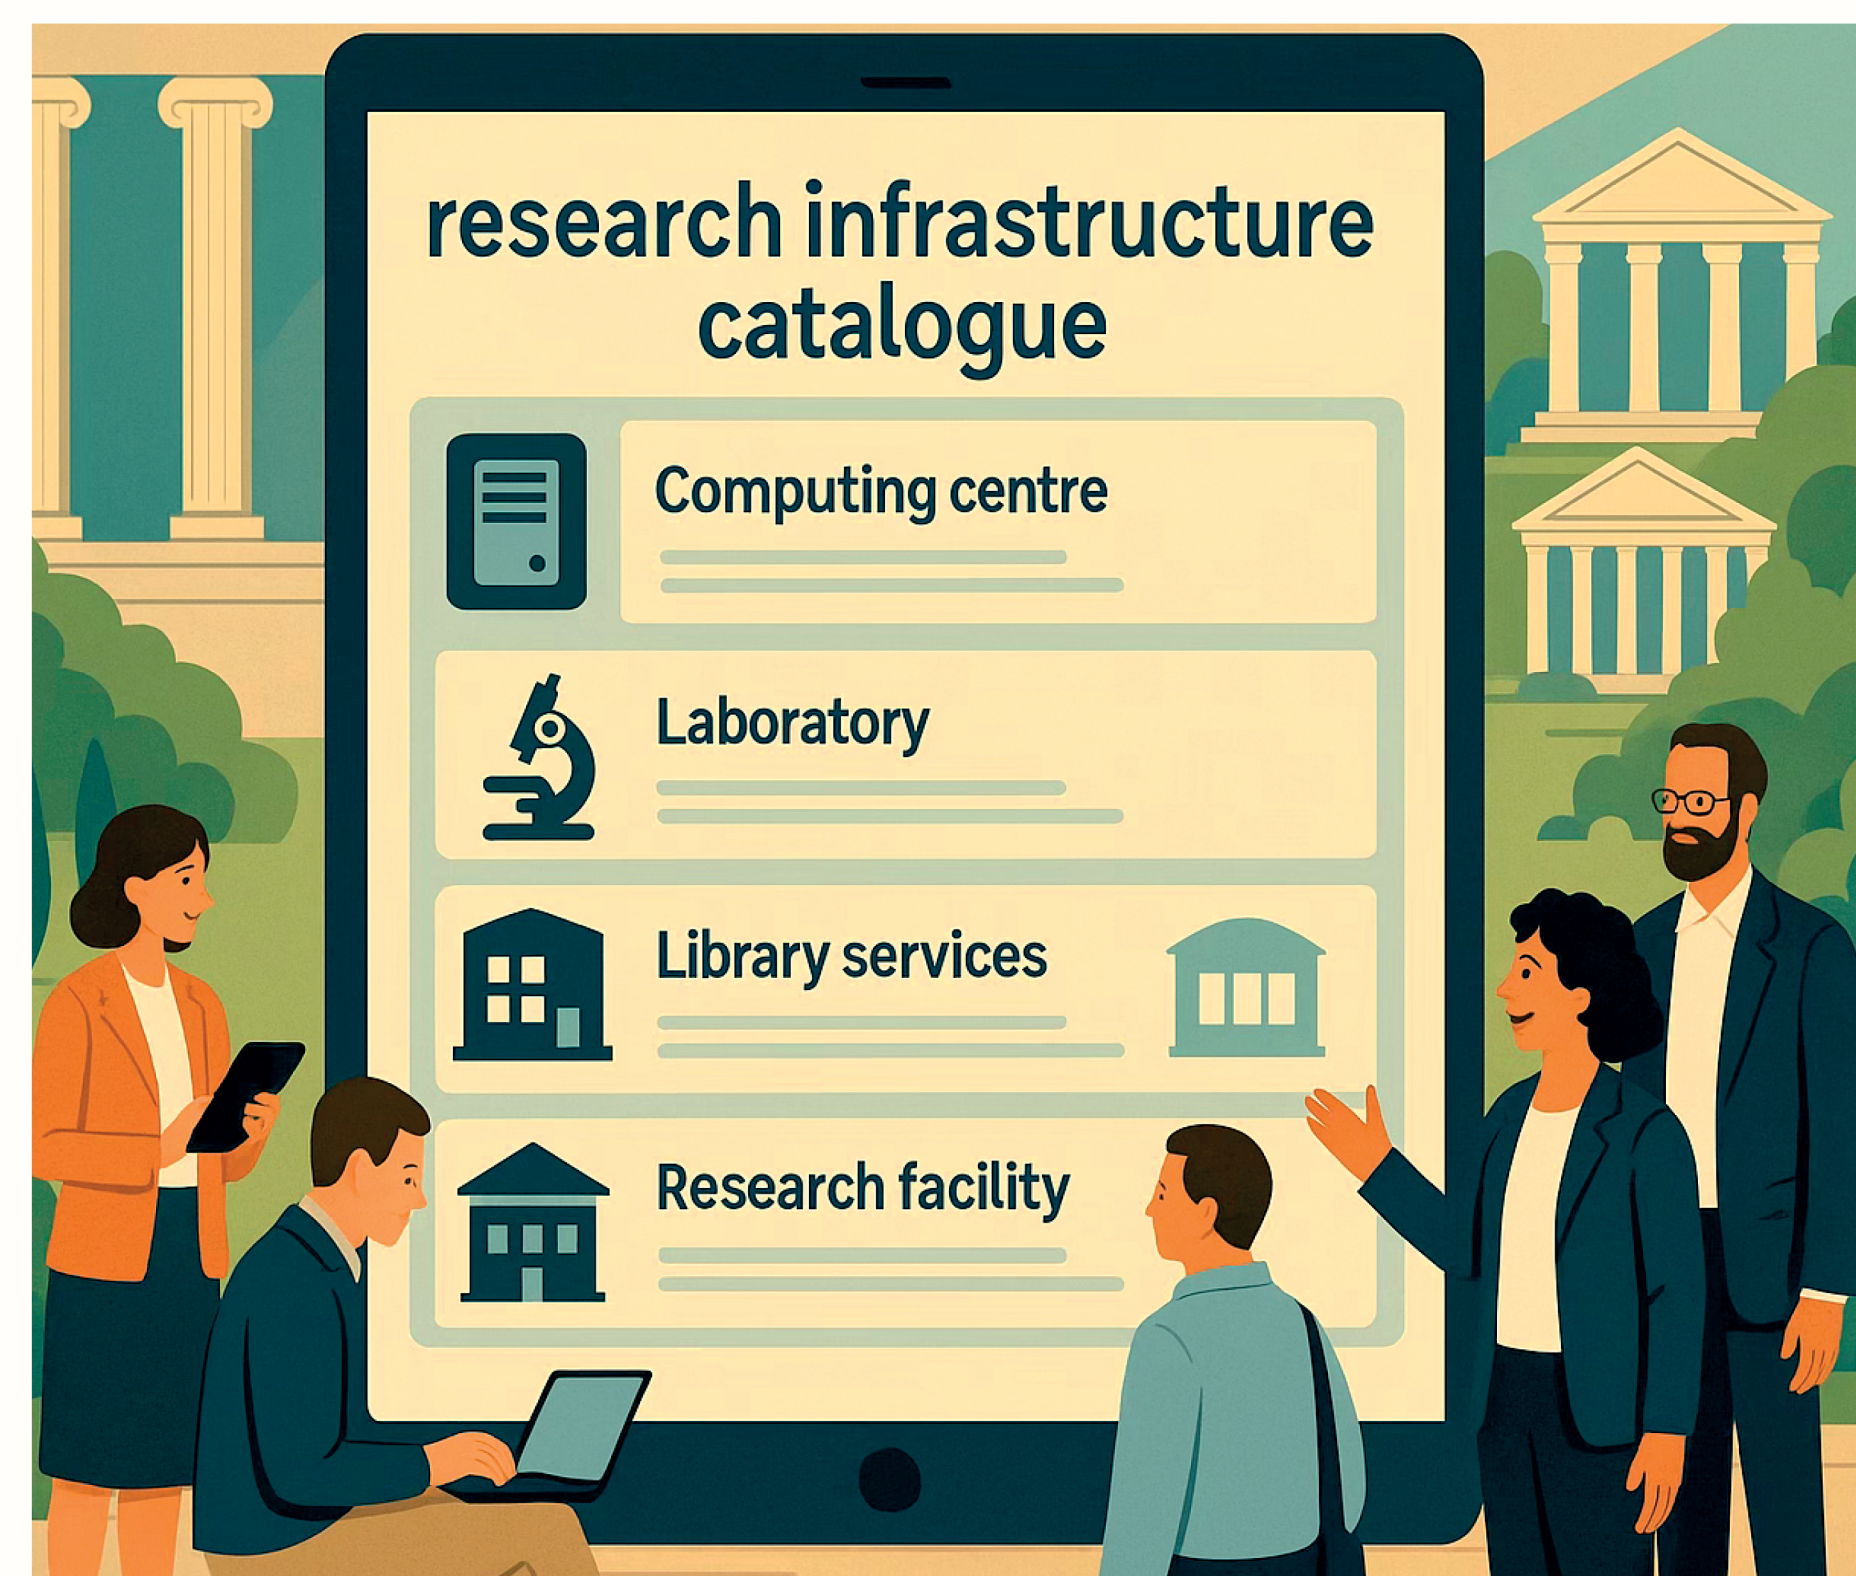 research infrastructure
catalogue
Computing centre
Laboratory
Library services
Research facility